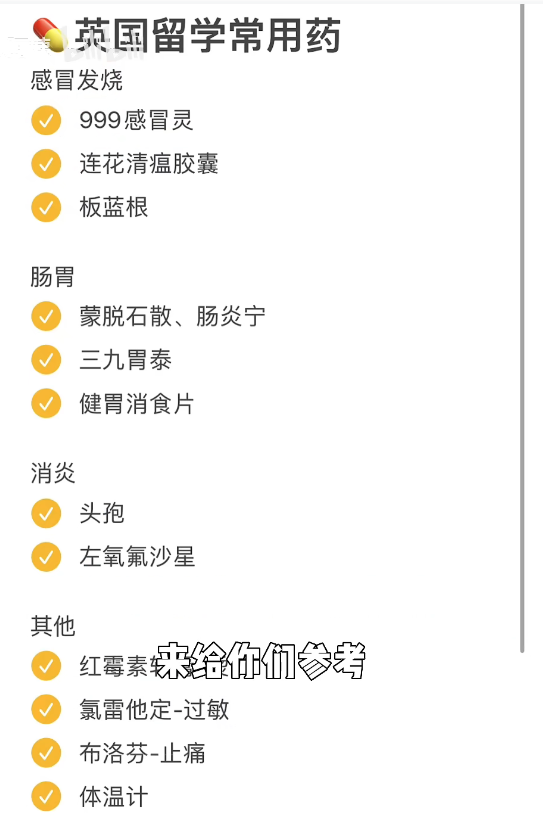 英国留学常用药
感冒发烧
999感冒灵
连花清瘟胶囊
板蓝根
肠胃
蒙脱石散、肠炎宁
三九胃泰
健胃消食片
消炎
头孢
左氧氟沙星
其他
红霉素软
来给你们参考
氯雷他定-过敏
布洛芬-止痛
体温计